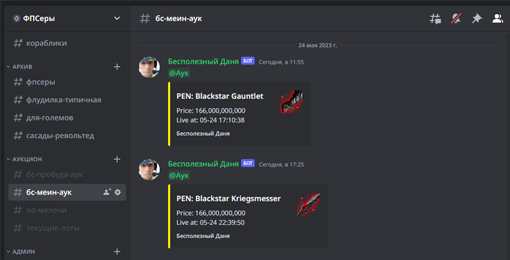 ФПСеры
кораблики
АРХИВ
фпсеры
флудилка-типичная
для-големов
сасады-револьтед
АУКЦИОН
бс-пробуда-аук
бс-меин-аук
по-мелочи
текущие-поты
АДМИН
бс-меин-аук
24 мая 2023 г.
Бесполезный Даня БОТ Сегодня, в 11:55
@Аук
PEN: Blackstar Gauntlet
Price: 166,000,000,000
Live at: 05-24 17:10:38
Бесполезный Даня
Бесполезный Даня БОТ Сегодня, в 17:25
@Аук
PEN: Blackstar Kriegsmesser
Price: 166,000,000,000
Live at: 05-24 22:39:50
Бесполезный Даня